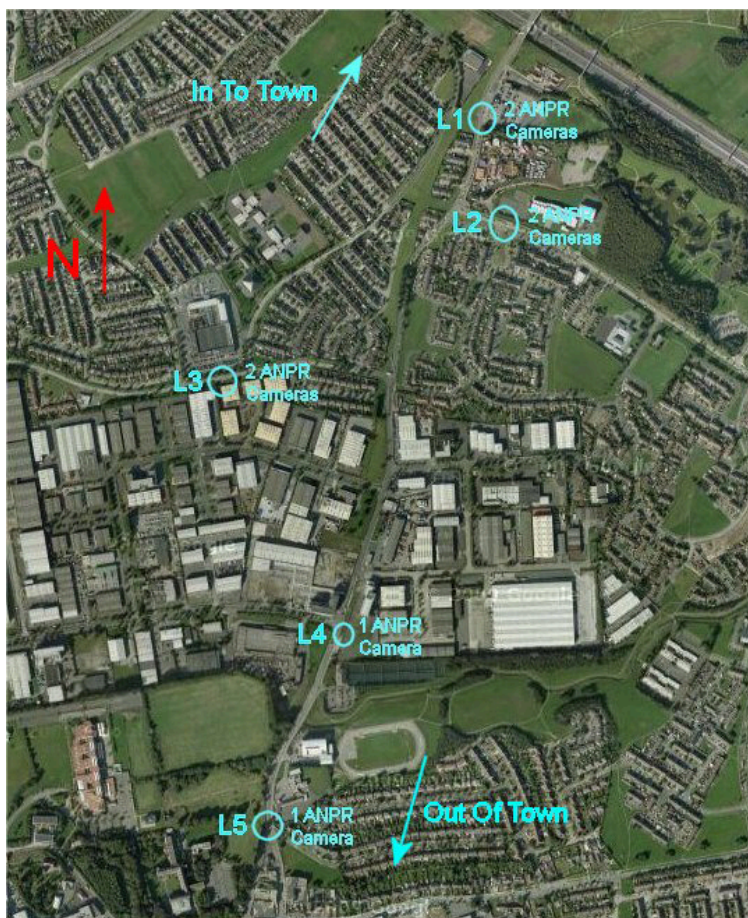 In To Town
L1
2 ANPR
Cameras
L2
2 ANPR
Cameras
N
L3
2 ANPR
Cameras
L4
1 ANPR
Camera
Out Of Town
L5
1 ANPR
Camera